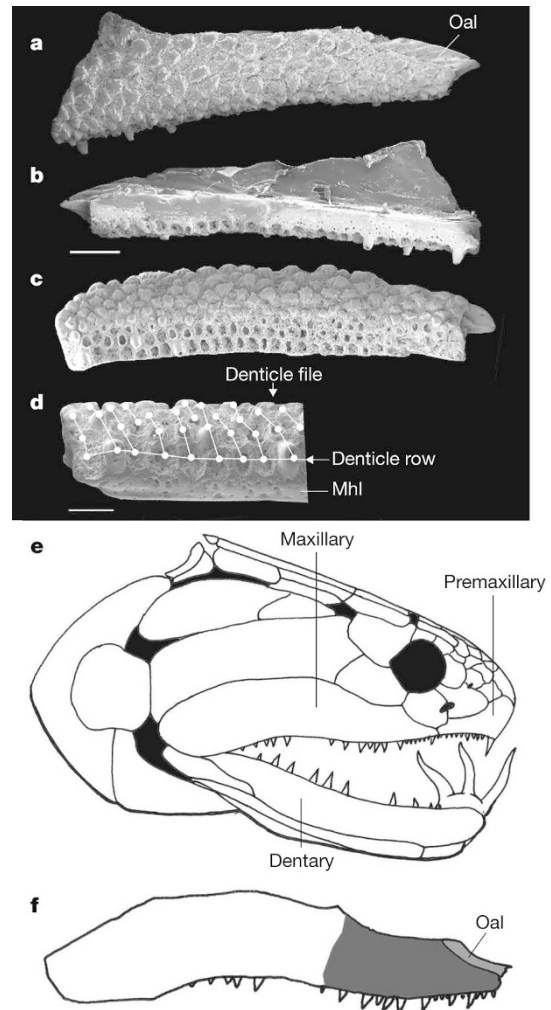 a
Oal
b
c
Denticle file
d
Denticle row
Mhl
e
Maxillary
Premaxillary
Dentary
f
Oal